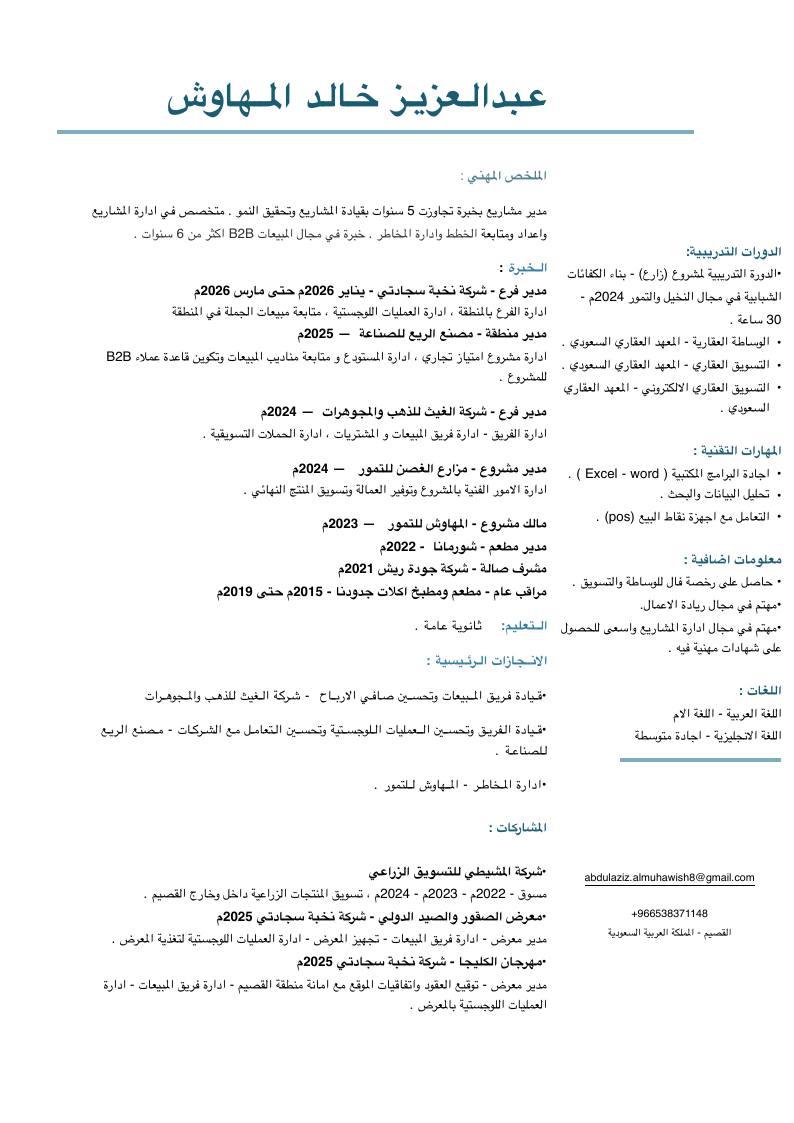 عبدالعزيز خالد المهاوش
الملخص المهني :
مدير مشاريع بخبرة تجاوزت 5 سنوات بقيادة المشاريع وتحقيق النمو . متخصص في ادارة المشاريع
واعداد ومتابعة الخطط وادارة المخاطر . خبرة في مجال المبيعات B2B اكثر من 6 سنوات .
الخبرة :
مدير فرع - شركة نخبة سجادتي - يناير 2026م حتى مارس 2026م
ادارة الفرع بالمنطقة ، ادارة العمليات اللوجستية ، متابعة مبيعات الجملة في المنطقة
مدير منطقة - مصنع الريع للصناعة — 2025م
ادارة مشروع امتياز تجاري ، ادارة المستودع و متابعة مناديب المبيعات وتكوين قاعدة عملاء B2B
للمشروع .
مدير فرع - شركة الغيث للذهب والمجوهرات — 2024م
ادارة الفريق - ادارة فريق المبيعات و المشتريات ، ادارة الحملات التسويقية .
مدير مشروع - مزارع الغصن للتمور — 2024م
ادارة الامور الفنية بالمشروع وتوفير العمالة وتسويق المنتج النهائي .
مالك مشروع - المهاوش للتمور — 2023م
مدير مطعم - شورمانا - 2022م
مشرف صالة - شركة جودة ريش 2021م
مراقب عام - مطعم ومطبخ اكلات جدودنا - 2015م حتى 2019م
التعليم: ثانوية عامة .
الانجازات الرئيسية :
•قيادة فريق المبيعات وتحسين صافي الارباح - شركة الغيث للذهب والمجوهرات
•قيادة الفريق وتحسين العمليات اللوجستية وتحسين التعامل مع الشركات - مصنع الريع
للصناعة .
•ادارة المخاطر - المهاوش للتمور .
المشاركات :
•شركة المشيطي للتسويق الزراعي
مسوق - 2022م - 2023م - 2024م ، تسويق المنتجات الزراعية داخل وخارج القصيم .
•معرض الصقور والصيد الدولي - شركة نخبة سجادتي 2025م
مدير معرض - ادارة فريق المبيعات - تجهيز المعرض - ادارة العمليات اللوجستية لتغذية المعرض .
•مهرجان الكليجا - شركة نخبة سجادتي 2025م
مدير معرض - توقيع العقود واتفاقيات الموقع مع امانة منطقة القصيم - ادارة فريق المبيعات - ادارة
العمليات اللوجستية بالمعرض .
الدورات التدريبية:
•الدورة التدريبية لمشروع (زارع) - بناء الكفائات
الشبابية في مجال النخيل والتمور 2024م -
30 ساعة .
• الوساطة العقارية - المعهد العقاري السعودي .
• التسويق العقاري - المعهد العقاري السعودي .
• التسويق العقاري الالكتروني - المعهد العقاري
السعودي .
المهارات التقنية :
• اجادة البرامج المكتبية ( Excel - word ) .
• تحليل البيانات والبحث .
• التعامل مع اجهزة نقاط البيع (pos) .
معلومات اضافية :
• حاصل على رخصة فال للوساطة والتسويق .
•مهتم في مجال ريادة الاعمال.
•مهتم في مجال ادارة المشاريع واسعى للحصول
على شهادات مهنية فيه .
اللغات :
اللغة العربية - اللغة الام
اللغة الانجليزية - اجادة متوسطة
abdulaziz.almuhawish8@gmail.com
+966538371148
القصيم - المملكة العربية السعودية